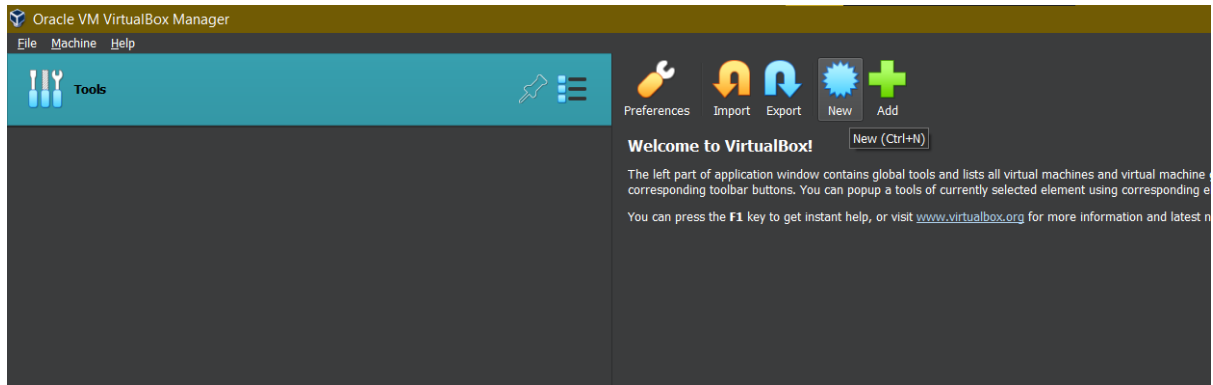 Oracle VM VirtualBox Manager
File Machine Help
Tools
Preferences Import Export New Add
New (Ctrl+N)
Welcome to VirtualBox!
The left part of application window contains global tools and lists all virtual machines and virtual machine
corresponding toolbar buttons. You can popup a tools of currently selected element using corresponding
You can press the F1 key to get instant help, or visit www.virtualbox.org for more information and latest